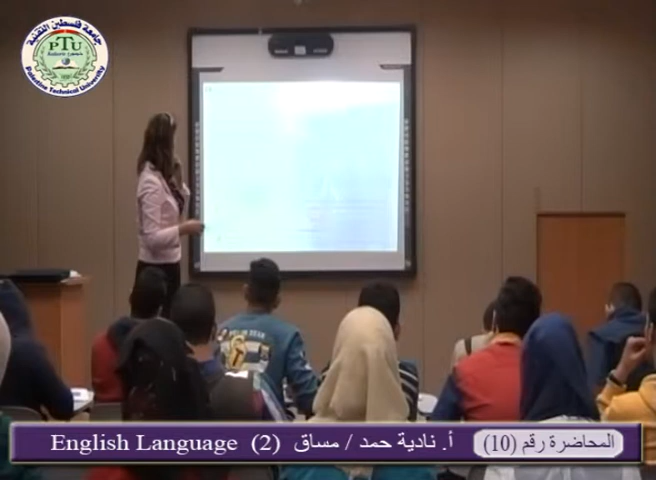 جامعة فلسطين التقنية
PTU
Palestine Technical University
المحاضرة رقم (10)
أ. نادية حمد / مساق English Language (2)